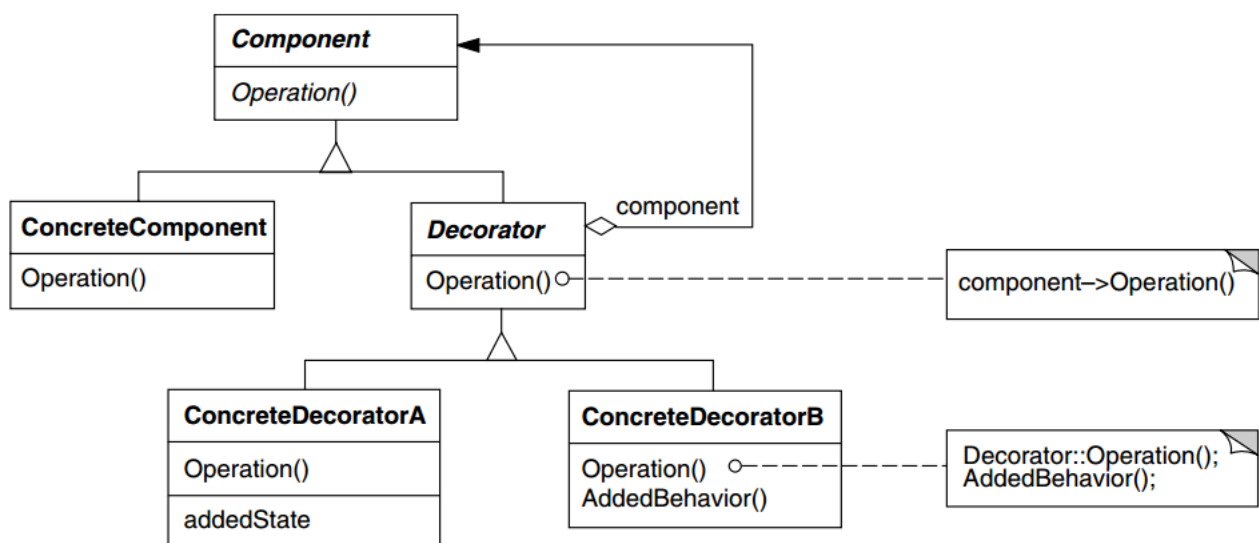 Component
Operation()
ConcreteComponent
Operation()
Decorator
Operation()
component
component–>Operation()
ConcreteDecoratorA
Operation()
addedState
ConcreteDecoratorB
Operation()
AddedBehavior()
Decorator::Operation();
AddedBehavior();